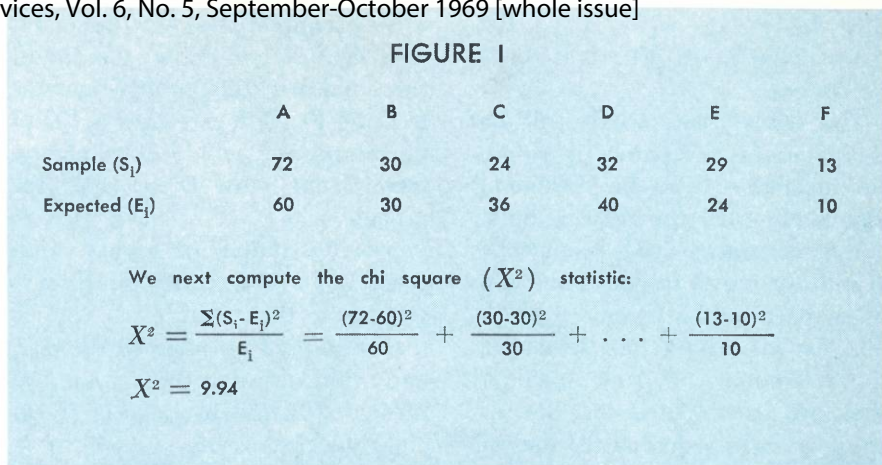 vices, Vol. 6, No. 5, September-October 1969 [whole issue]
FIGURE I
A B C D E F
Sample (Sᵢ) 72 30 24 32 29 13
Expected (Eᵢ) 60 30 36 40 24 10
We next compute the chi square (X²) statistic:
X² = Σ(Sᵢ-Eᵢ)²/Eᵢ = (72-60)²/60 + (30-30)²/30 + . . . + (13-10)²/10
X² = 9.94